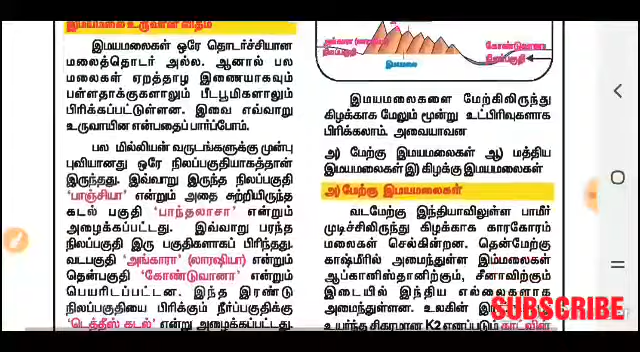 இமயமலை உருவான விதம்
இமயமலைகள் ஒரே தொடர்ச்சியான
மலைத்தொடர் அல்ல. ஆனால் பல
மலைகள் ஏறத்தாழ இணையாகவும்
பள்ளதாக்குகளாலும் பீடபூமிகளாலும்
பிரிக்கப்பட்டுள்ளன. இவை எவ்வாறு
உருவாயின என்பதைப் பார்ப்போம்.
பல மில்லியன் வருடங்களுக்கு முன்பு
புவியானது ஒரே நிலப்பகுதியாகத்தான்
இருந்தது. இவ்வாறு இருந்த நிலப்பகுதி
'பாஞ்சியா' என்றும் அதை சுற்றியிருந்த
கடல் பகுதி 'பாந்தலாசா' என்றும்
அழைக்கப்பட்டது. இவ்வாறு பரந்த
நிலப்பகுதி இரு பகுதிகளாகப் பிரிந்தது.
வடபகுதி 'அங்காரா' (லாரஷியா) என்றும்
தென்பகுதி 'கோண்டுவானா' என்றும்
பெயரிடப்பட்டன. இந்த இரண்டு
நிலப்பகுதியை பிரிக்கும் நீர்ப்பகுதிக்கு
'டெத்தீஸ் கடல்' என்று அழைக்கப்பட்டது.
அங்காரா
நிலப்பகுதி
இமயமலை
கோண்டுவானா
நிலப்பகுதி
இமயமலைகளை மேற்கிலிருந்து
கிழக்காக மேலும் மூன்று உட்பிரிவுகளாக
பிரிக்கலாம். அவையாவன
அ) மேற்கு இமயமலைகள் ஆ) மத்திய
இமயமலைகள் இ) கிழக்கு இமயமலைகள்
அ) மேற்கு இமயமலைகள்
வடமேற்கு இந்தியாவிலுள்ள பாமீர்
முடிச்சிலிருந்து கிழக்காக காரகோரம்
மலைகள் செல்கின்றன. தென்மேற்கு
காஷ்மீரில் அமைந்துள்ள இம்மலைகள்
ஆப்கானிஸ்தானிற்கும், சீனாவிற்கும்
இடையில் இந்திய எல்லைகளாக
அமைந்துள்ளன. உலகின்
உயர்ந்த சிகரமான K2 எனப்படும் காட்வின்
SUBSCRIBE